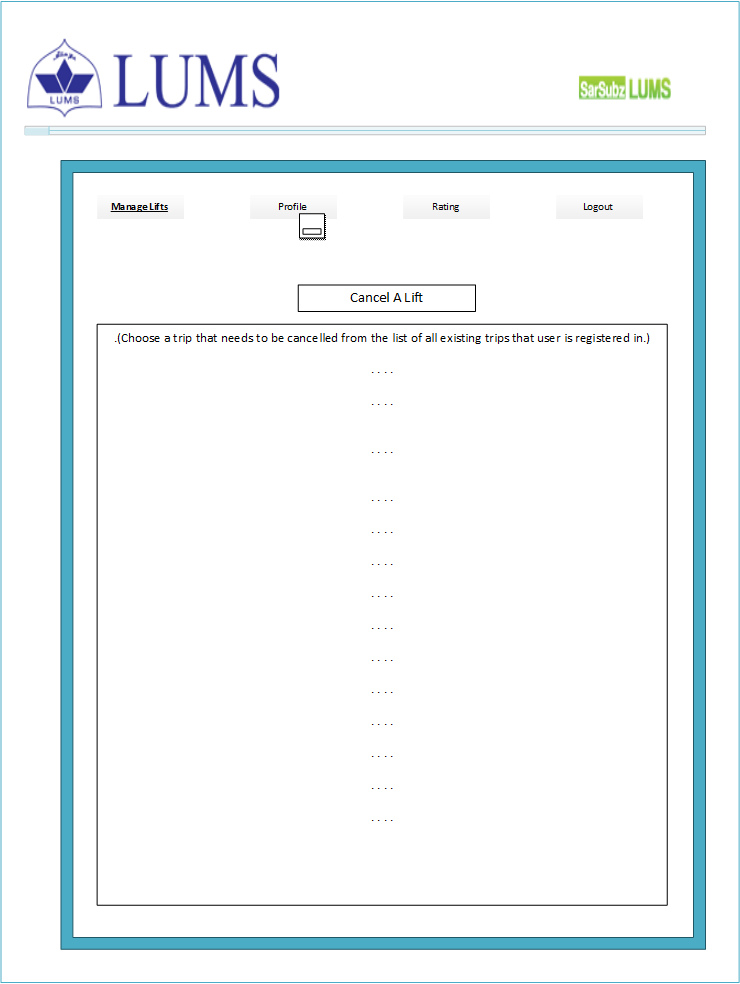 LUMS
LUMS
SarSubz LUMS
Manage Lifts
Profile
Rating
Logout
Cancel A Lift
.(Choose a trip that needs to be cancelled from the list of all existing trips that user is registered in.)
. . . .
. . . .
. . . .
. . . .
. . . .
. . . .
. . . .
. . . .
. . . .
. . . .
. . . .
. . . .
. . . .
. . . .